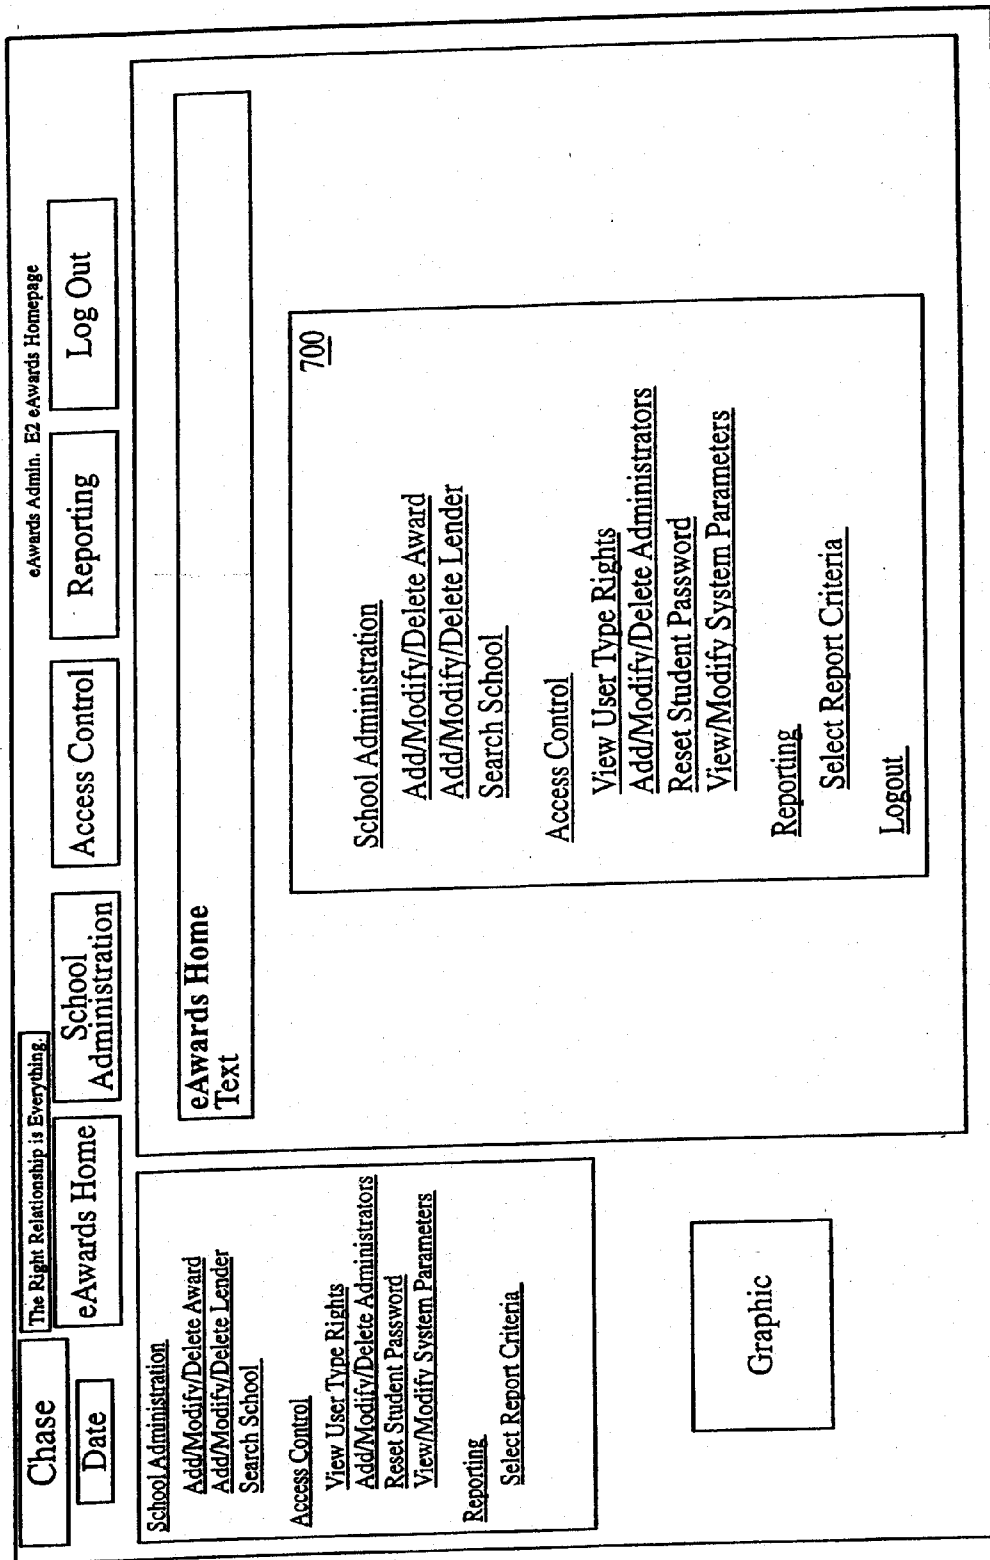 Chase
The Right Relationship is Everything.
eAwards Admin. E2 eAwards Homepage
Date
eAwards Home
School
Administration
Access Control
Reporting
Log Out
School Administration
Add/Modify/Delete Award
Add/Modify/Delete Lender
Search School
Access Control
View User Type Rights
Add/Modify/Delete Administrators
Reset Student Password
View/Modify System Parameters
Reporting
Select Report Criteria
Graphic
eAwards Home
Text
700
School Administration
Add/Modify/Delete Award
Add/Modify/Delete Lender
Search School
Access Control
View User Type Rights
Add/Modify/Delete Administrators
Reset Student Password
View/Modify System Parameters
Reporting
Select Report Criteria
Logout